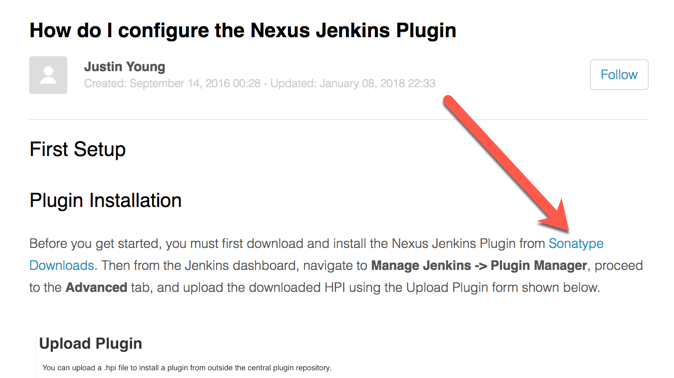 How do I configure the Nexus Jenkins Plugin
Justin Young
Created: September 14, 2016 00:28 - Updated: January 08, 2018 22:33
Follow
First Setup
Plugin Installation
Before you get started, you must first download and install the Nexus Jenkins Plugin from Sonatype
Downloads. Then from the Jenkins dashboard, navigate to Manage Jenkins -> Plugin Manager, proceed
to the Advanced tab, and upload the downloaded HPI using the Upload Plugin form shown below.
Upload Plugin
You can upload a .hpi file to install a plugin from outside the central plugin repository.